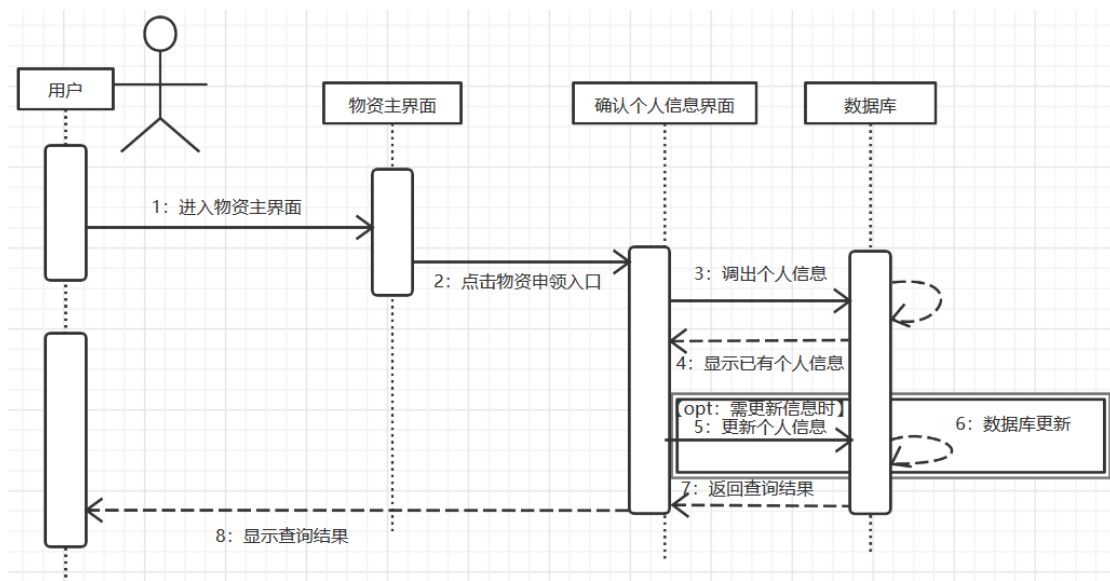 用户
物资主界面
确认个人信息界面
数据库
1：进入物资主界面
2：点击物资申领入口
3：调出个人信息
4：显示已有个人信息
【opt：需更新信息时】
5：更新个人信息
6：数据库更新
7：返回查询结果
8：显示查询结果